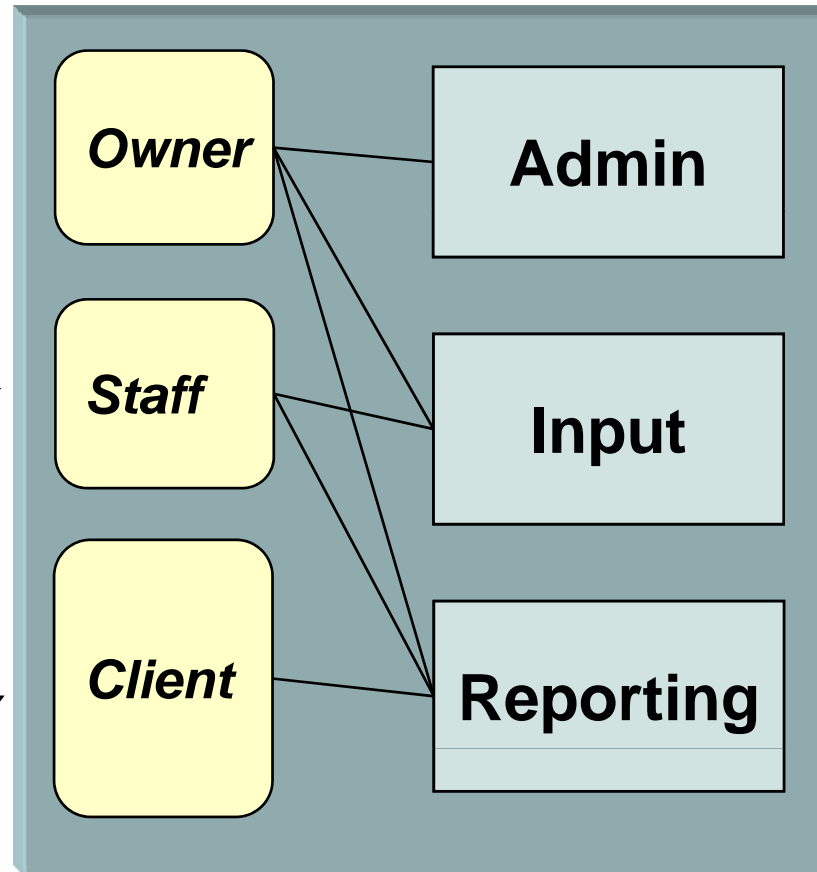 Owner
Admin
Staff
Input
Client
Reporting